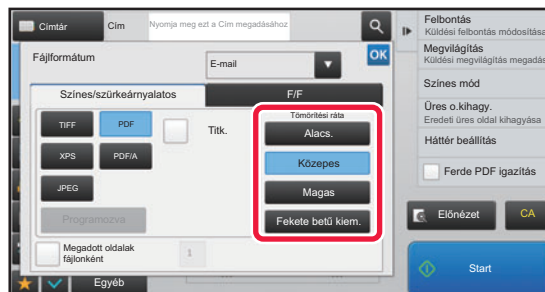 Címtár
Cím
Nyomja meg ezt a Cím megadásához
Fájlformátum
E-mail
OK
Színes/szürkeárnyalatos
F/F
TIFF
PDF
Titk.
XPS
PDF/A
JPEG
Programozva
Tömörítési ráta
Alacs.
Közepes
Magas
Fekete betű kiem.
Megadott oldalak
fájlonként
1
Egyéb
Felbontás
Küldési felbontás módosítása
Megvilágítás
Küldési megvilágítás megadás
Színes mód
Üres o.kihagy.
Eredeti üres oldal kihagyása
Háttér beállítás
Ferde PDF igazítás
Előnézet
CA
Start